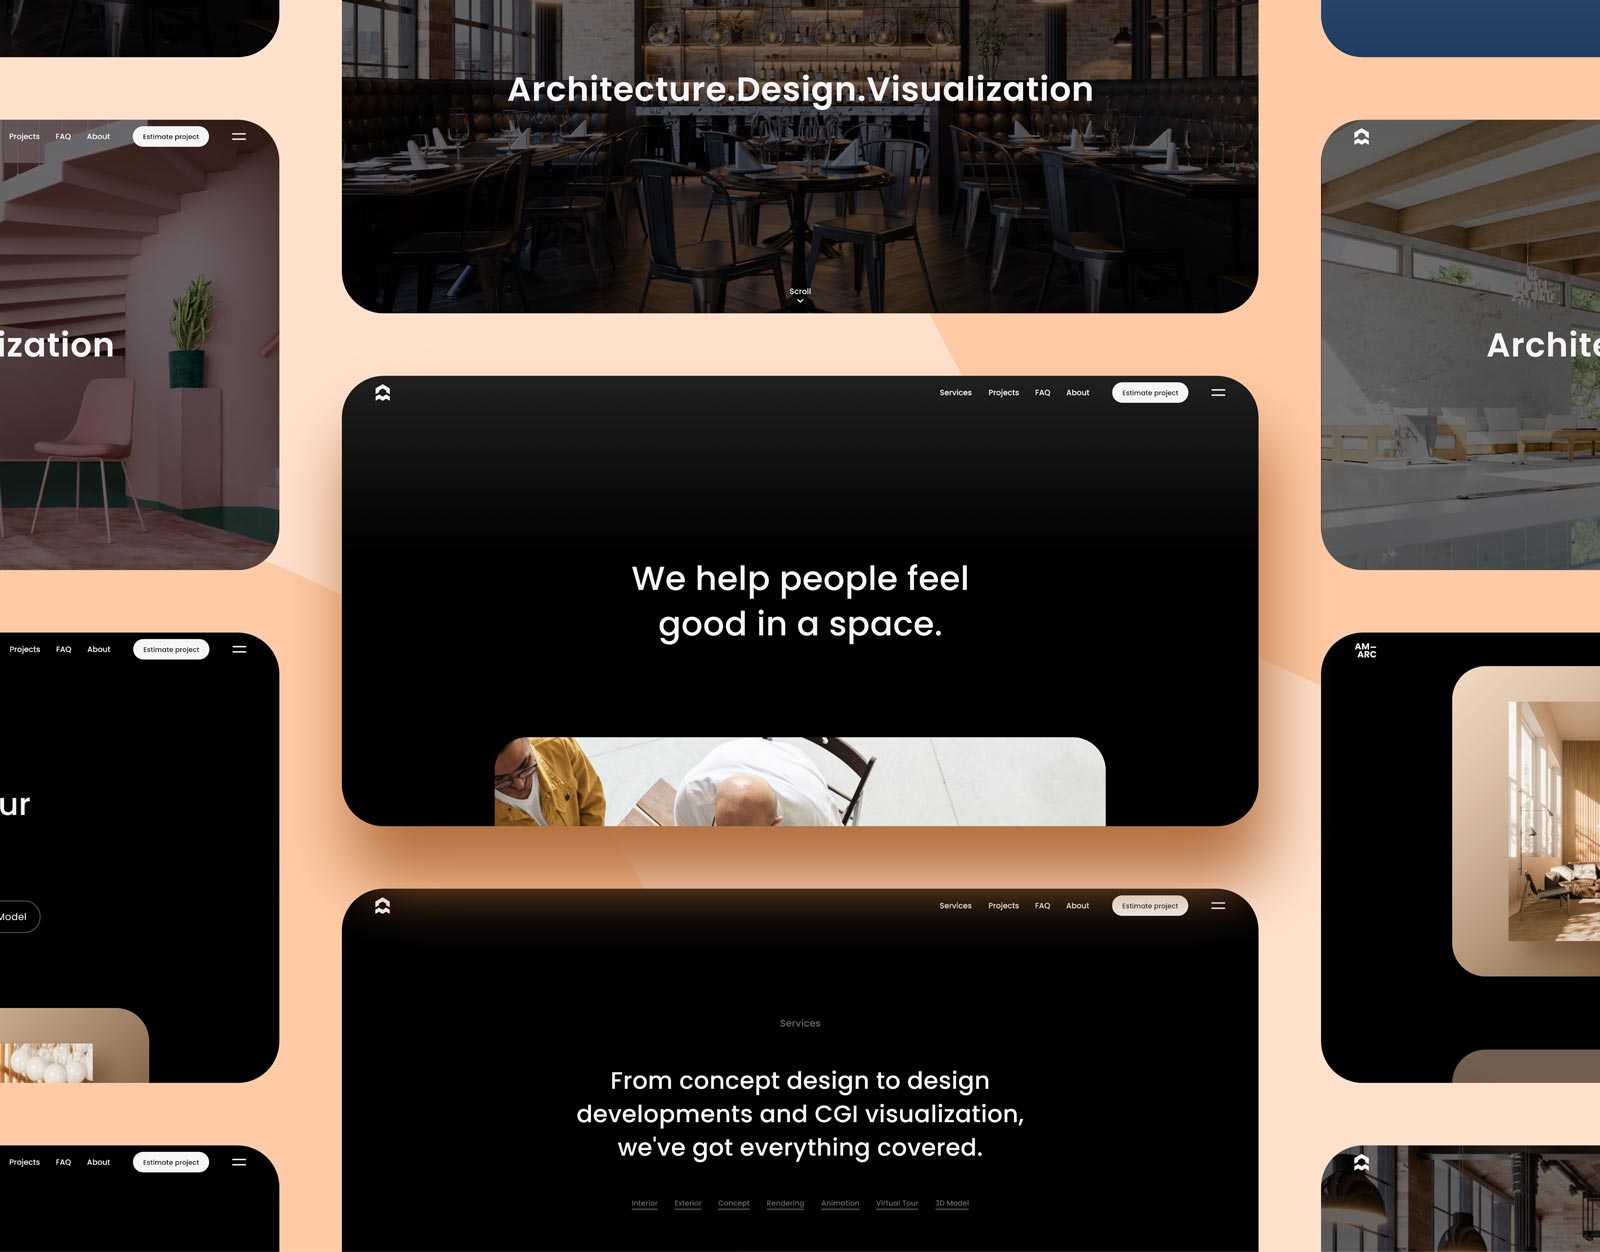 Architecture.Design.Visualization
Scroll
Projects FAQ About Estimate project
ization
Archite
Services Projects FAQ About Estimate project
We help people feel
good in a space.
Projects FAQ About Estimate project
ur
Model
AM—
ARC
Services Projects FAQ About Estimate project
Services
From concept design to design
developments and CGI visualization,
we've got everything covered.
Interior Exterior Concept Rendering Animation Virtual Tour 3D Model
Projects FAQ About Estimate project